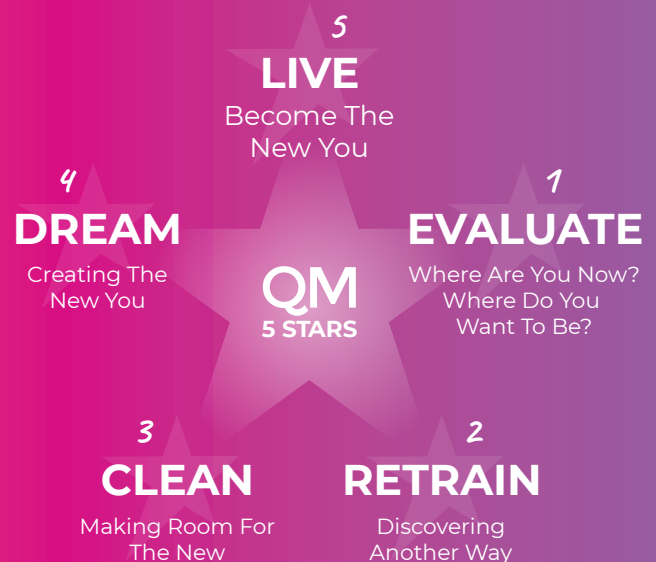 5
LIVE
Become The
New You
4
DREAM
Creating The
New You
1
EVALUATE
Where Are You Now?
Where Do You
Want To Be?
QM
5 STARS
3
CLEAN
Making Room For
The New
2
RETRAIN
Discovering
Another Way